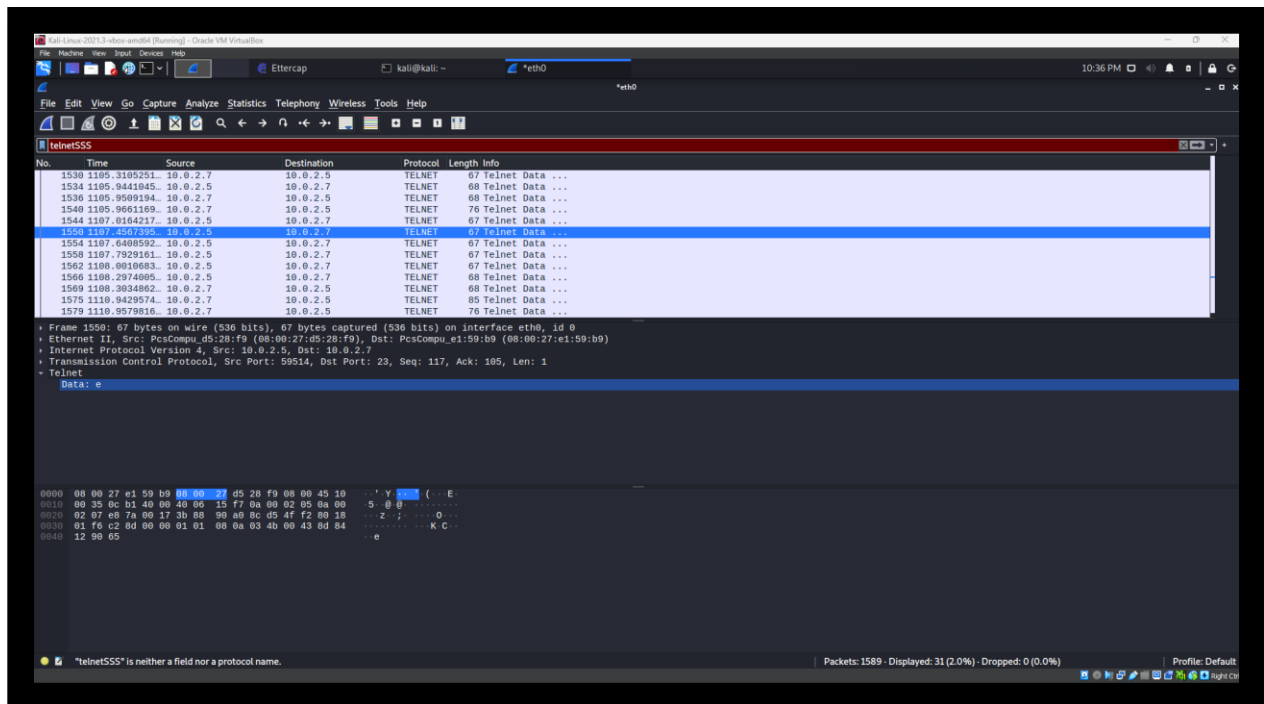 Kali-Linux-2021.3-vbox-amd64 [Running] - Oracle VM VirtualBox
File Machine View Input Devices Help
Ettercap kali@kali: ~ *eth0 10:36 PM
*eth0
File Edit View Go Capture Analyze Statistics Telephony Wireless Tools Help
telnetSSS
No. Time Source Destination Protocol Length Info
1530 1105.3105251… 10.0.2.7 10.0.2.5 TELNET 67 Telnet Data ...
1534 1105.9441045… 10.0.2.5 10.0.2.7 TELNET 68 Telnet Data ...
1536 1105.9509194… 10.0.2.7 10.0.2.5 TELNET 68 Telnet Data ...
1540 1105.9661169… 10.0.2.7 10.0.2.5 TELNET 76 Telnet Data ...
1544 1107.0164217… 10.0.2.5 10.0.2.7 TELNET 67 Telnet Data ...
1550 1107.4567395… 10.0.2.5 10.0.2.7 TELNET 67 Telnet Data ...
1554 1107.6408592… 10.0.2.5 10.0.2.7 TELNET 67 Telnet Data ...
1558 1107.7929161… 10.0.2.5 10.0.2.7 TELNET 67 Telnet Data ...
1562 1108.0010683… 10.0.2.5 10.0.2.7 TELNET 67 Telnet Data ...
1566 1108.2974005… 10.0.2.5 10.0.2.7 TELNET 68 Telnet Data ...
1569 1108.3034862… 10.0.2.7 10.0.2.5 TELNET 68 Telnet Data ...
1575 1110.9429574… 10.0.2.7 10.0.2.5 TELNET 85 Telnet Data ...
1579 1110.9579816… 10.0.2.7 10.0.2.5 TELNET 76 Telnet Data ...
Frame 1550: 67 bytes on wire (536 bits), 67 bytes captured (536 bits) on interface eth0, id 0
Ethernet II, Src: PcsCompu_d5:28:f9 (08:00:27:d5:28:f9), Dst: PcsCompu_e1:59:b9 (08:00:27:e1:59:b9)
Internet Protocol Version 4, Src: 10.0.2.5, Dst: 10.0.2.7
Transmission Control Protocol, Src Port: 59514, Dst Port: 23, Seq: 117, Ack: 105, Len: 1
Telnet
Data: e
0000 08 00 27 e1 59 b9 08 00 27 d5 28 f9 08 00 45 10 ··'·Y···'·(···E·
0010 00 35 0c b1 40 00 40 06 15 f7 0a 00 02 05 0a 00 ·5··@·@·········
0020 02 07 e8 7a 00 17 3b 88 90 a0 8c d5 4f f2 80 18 ···z··;·····O···
0030 01 f6 c2 8d 00 00 01 01 08 0a 03 4b 00 43 8d 84 ···········K·C··
0040 12 90 65 ··e
"telnetSSS" is neither a field nor a protocol name. Packets: 1589 · Displayed: 31 (2.0%) · Dropped: 0 (0.0%) Profile: Default
Right Ctrl